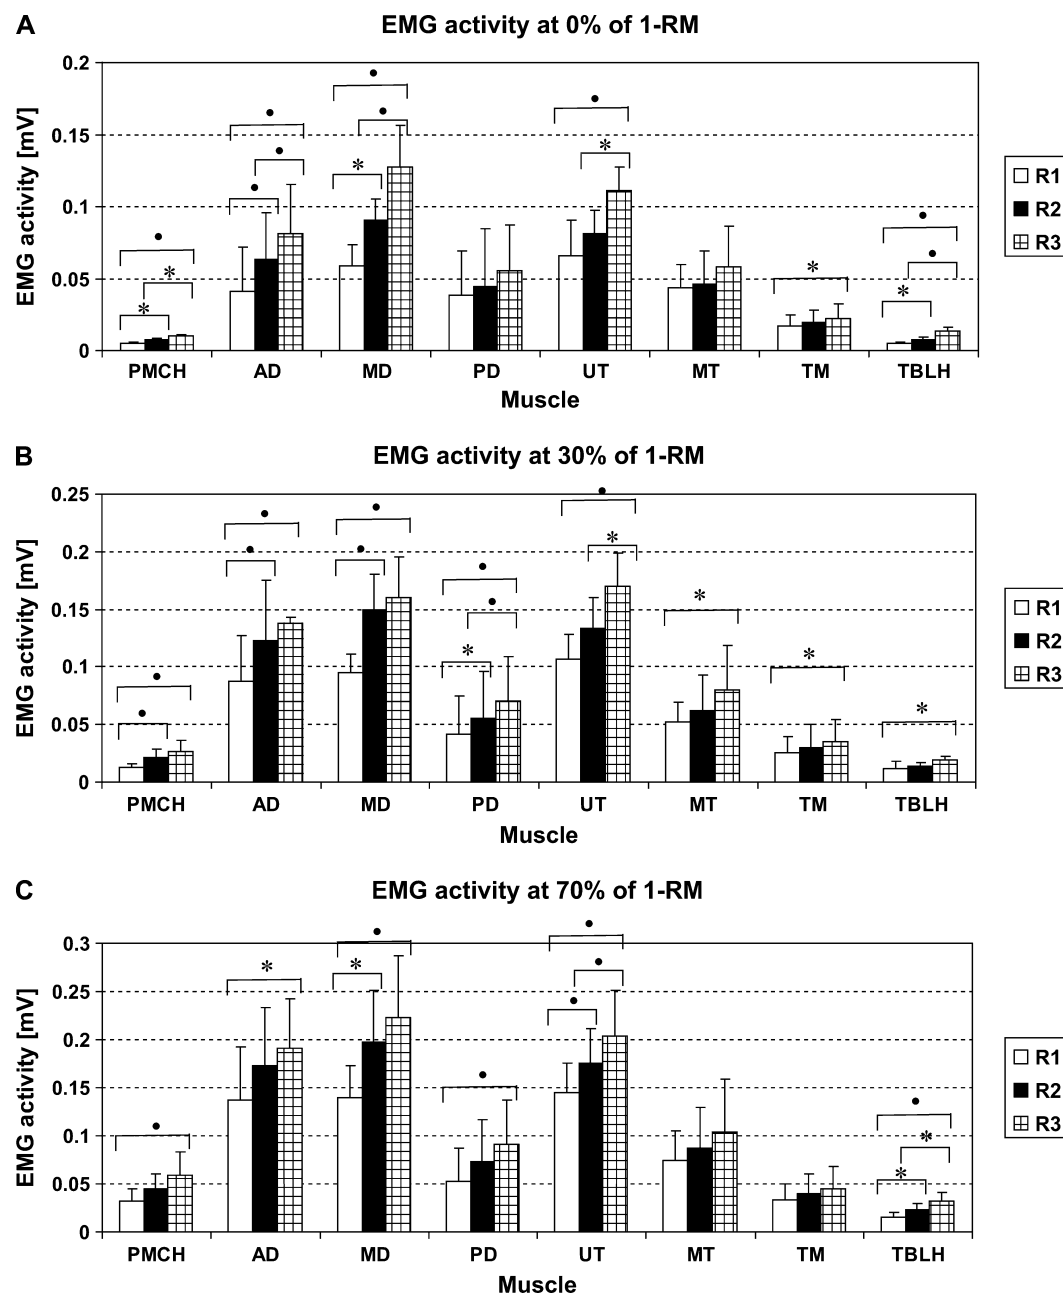 A
EMG activity at 0% of 1-RM
EMG activity [mV]
0.2
0.15
0.1
0.05
0
• • • • • * • • • *
• * * • * • * • • *
PMCH AD MD PD UT MT TM TBLH
Muscle
R1
R2
R3
B
EMG activity at 30% of 1-RM
EMG activity [mV]
0.25
0.2
0.15
0.1
0.05
0
• • • • • * • • *
• • * * * *
PMCH AD MD PD UT MT TM TBLH
Muscle
R1
R2
R3
C
EMG activity at 70% of 1-RM
EMG activity [mV]
0.3
0.25
0.2
0.15
0.1
0.05
0
• • * * • • •
• • * *
PMCH AD MD PD UT MT TM TBLH
Muscle
R1
R2
R3